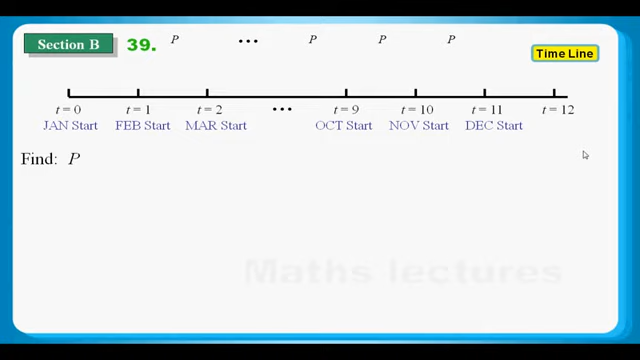 Section B 39. P ... P P P
Time Line
t = 0 t = 1 t = 2 ... t = 9 t = 10 t = 11 t = 12
JAN Start FEB Start MAR Start OCT Start NOV Start DEC Start
Find: P
Maths lectures